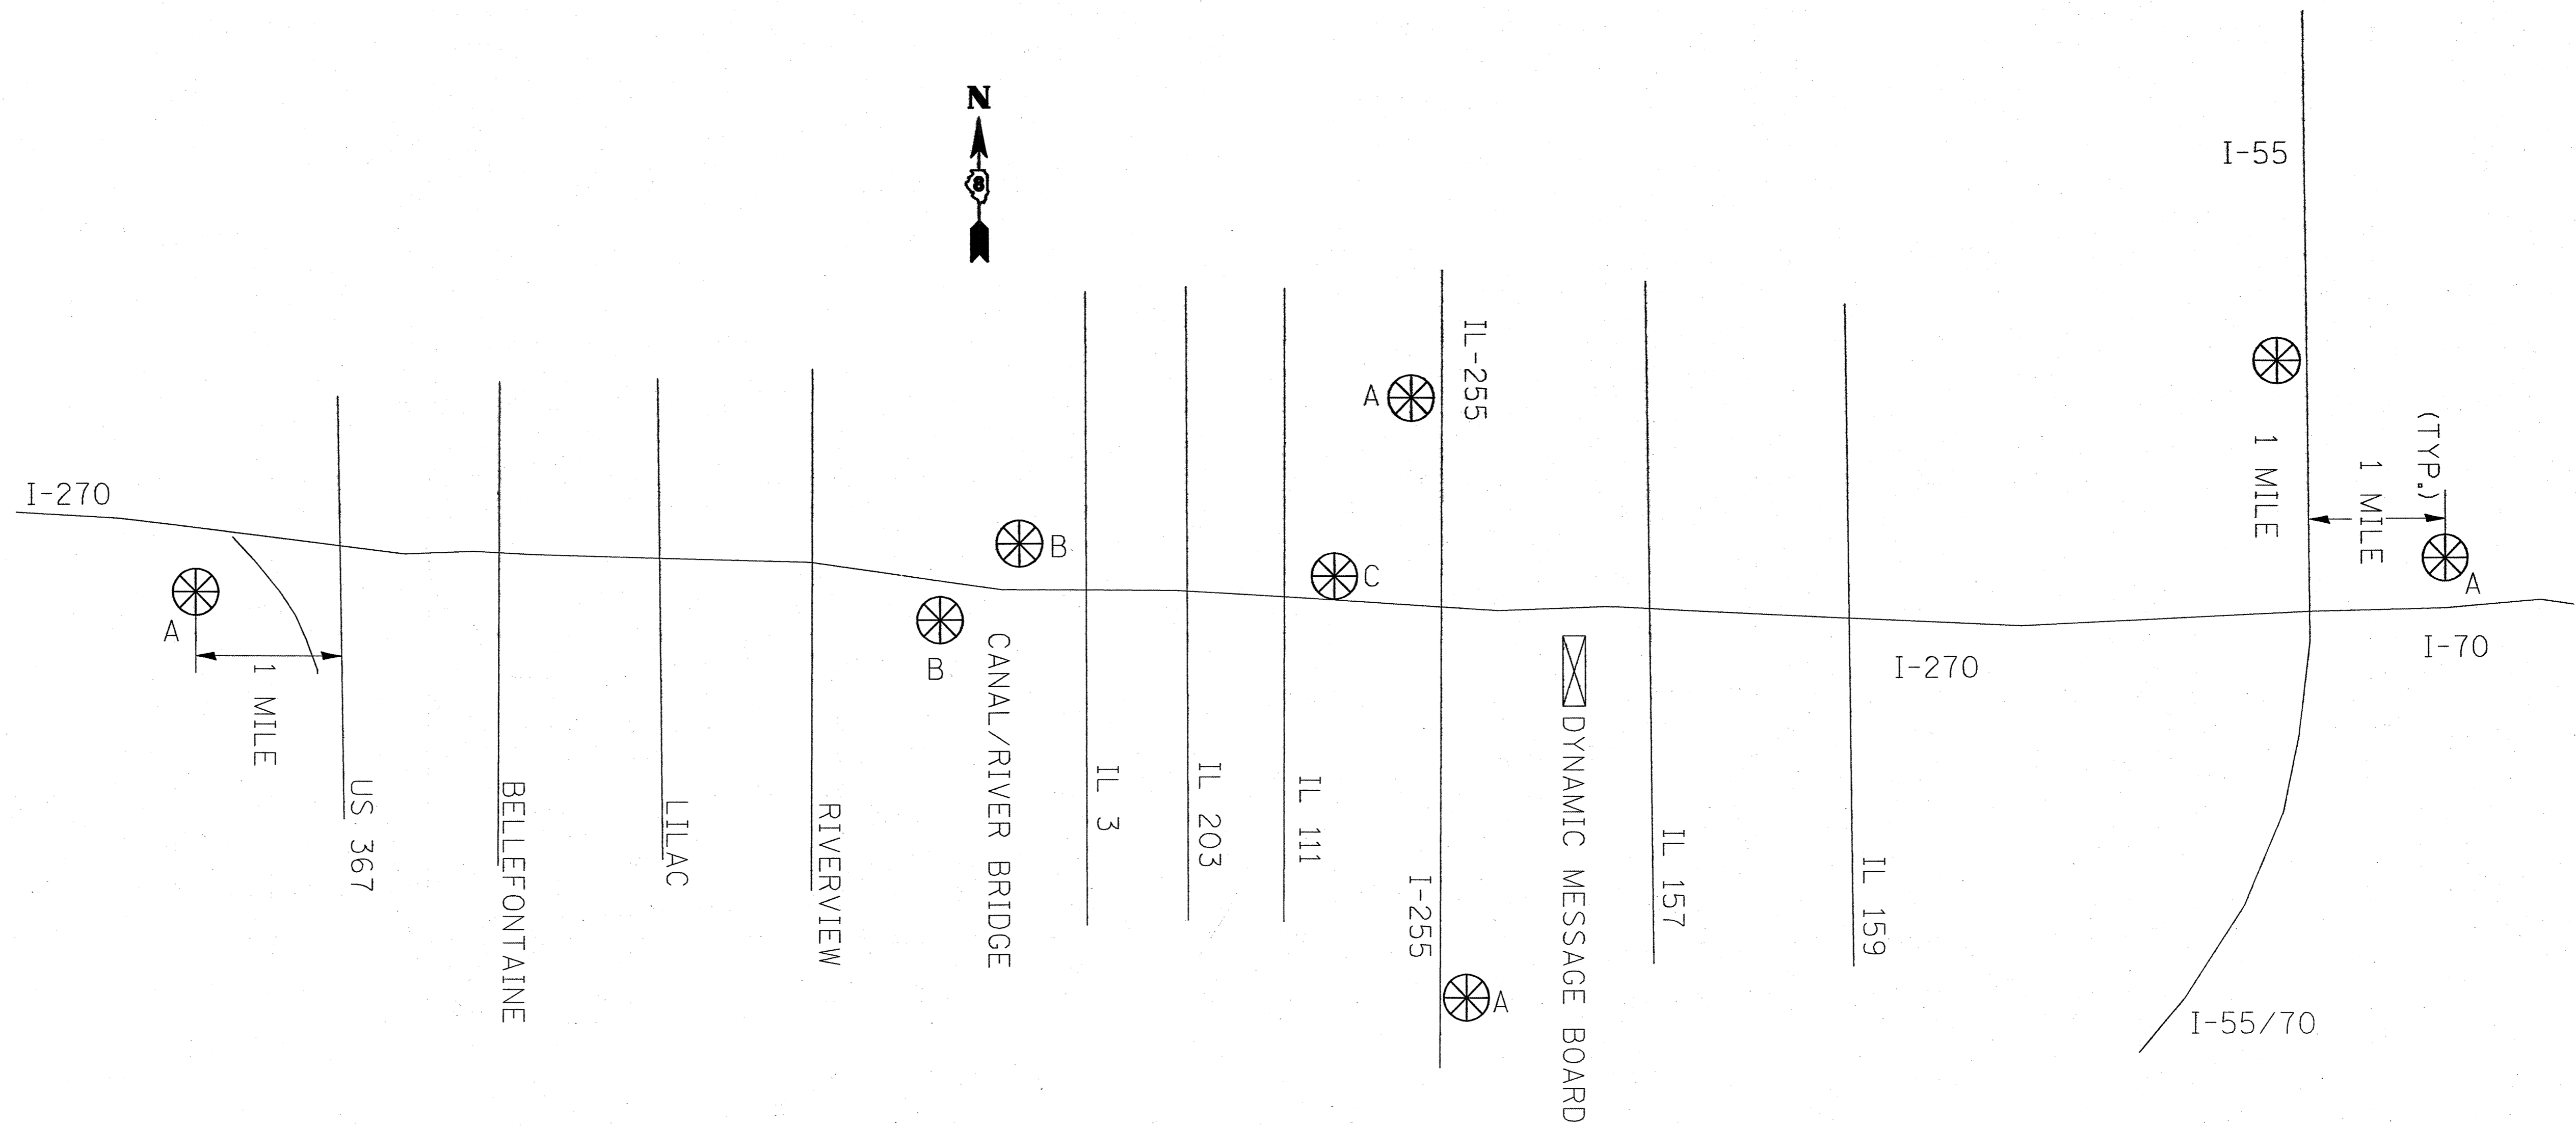 N
8
I-55
IL-255
A
(TYP.)
1 MILE
1 MILE
I-270
B
C
A
A
B
CANAL/RIVER BRIDGE
I-270
I-70
1 MILE
US 367
BELLEFONTAINE
LILAC
RIVERVIEW
IL 3
IL 203
IL 111
I-255
DYNAMIC MESSAGE BOARD
IL 157
IL 159
A
I-55/70